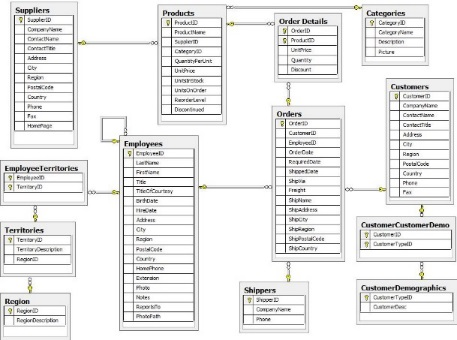 Suppliers
SupplierID
CompanyName
ContactName
ContactTitle
Address
City
Region
PostalCode
Country
Phone
Fax
HomePage
Products
ProductID
ProductName
SupplierID
CategoryID
QuantityPerUnit
UnitPrice
UnitsInStock
UnitsOnOrder
ReorderLevel
Discontinued
Order Details
OrderID
ProductID
UnitPrice
Quantity
Discount
Categories
CategoryID
CategoryName
Description
Picture
Customers
CustomerID
CompanyName
ContactName
ContactTitle
Address
City
Region
PostalCode
Country
Phone
Fax
Orders
OrderID
CustomerID
EmployeeID
OrderDate
RequiredDate
ShippedDate
ShipVia
Freight
ShipName
ShipAddress
ShipCity
ShipRegion
ShipPostalCode
ShipCountry
Employees
EmployeeID
LastName
FirstName
Title
TitleOfCourtesy
BirthDate
HireDate
Address
City
Region
PostalCode
Country
HomePhone
Extension
Photo
Notes
ReportsTo
PhotoPath
EmployeeTerritories
EmployeeID
TerritoryID
Territories
TerritoryID
TerritoryDescription
RegionID
Region
RegionID
RegionDescription
Shippers
ShipperID
CompanyName
Phone
CustomerCustomerDemo
CustomerID
CustomerTypeID
CustomerDemographics
CustomerTypeID
CustomerDesc